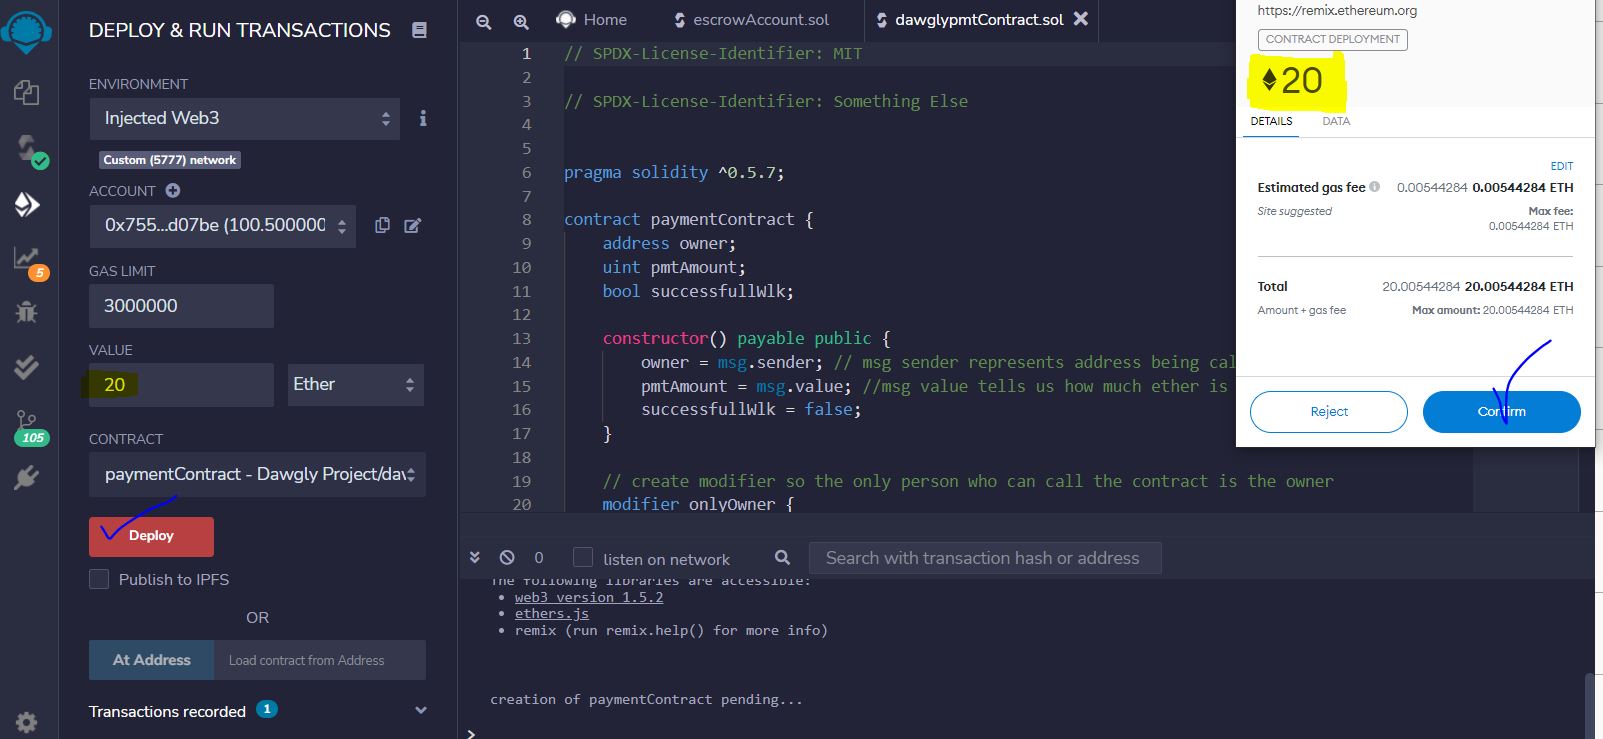 DEPLOY & RUN TRANSACTIONS
ENVIRONMENT
Injected Web3
i
Custom (5777) network
ACCOUNT
0x755...d07be (100.500000
GAS LIMIT
3000000
VALUE
20
Ether
CONTRACT
paymentContract - Dawgly Project/da
Deploy
Publish to IPFS
OR
At Address
Load contract from Address
Transactions recorded 1
5
105
Home
escrowAccount.sol
dawglypmtContract.sol
1 // SPDX-License-Identifier: MIT
2
3 // SPDX-License-Identifier: Something Else
4
5
6 pragma solidity ^0.5.7;
7
8 contract paymentContract {
9 address owner;
10 uint pmtAmount;
11 bool successfullWlk;
12
13 constructor() payable public {
14 owner = msg.sender; // msg sender represents address being cal
15 pmtAmount = msg.value; //msg value tells us how much ether is
16 successfullWlk = false;
17 }
18
19 // create modifier so the only person who can call the contract is the owner
20 modifier onlyOwner {
0
listen on network
Search with transaction hash or address
The following libraries are accessible:
• web3 version 1.5.2
• ethers.js
• remix (run remix.help() for more info)
creation of paymentContract pending...
>
https://remix.ethereum.org
CONTRACT DEPLOYMENT
20
DETAILS
DATA
EDIT
Estimated gas fee i 0.00544284 0.00544284 ETH
Site suggested
Max fee:
0.00544284 ETH
Total 20.00544284 20.00544284 ETH
Amount + gas fee Max amount: 20.00544284 ETH
Reject
Confirm